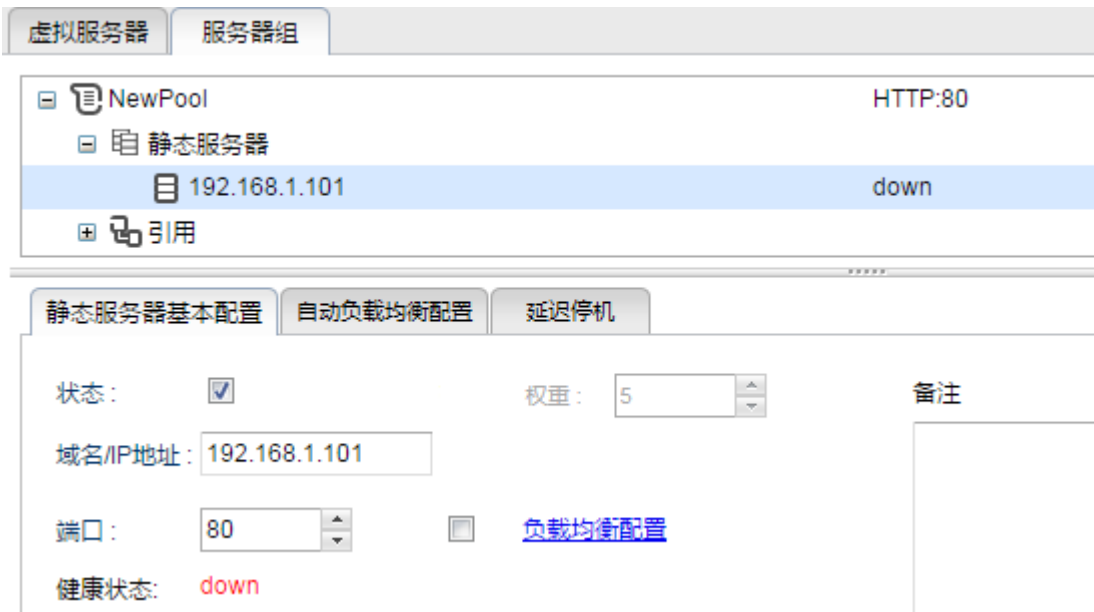 虚拟服务器 服务器组
NewPool HTTP:80
静态服务器
192.168.1.101 down
引用
静态服务器基本配置 自动负载均衡配置 延迟停机
状态 : 权重 : 5 备注
域名/IP地址 : 192.168.1.101
端口 : 80 负载均衡配置
健康状态: down